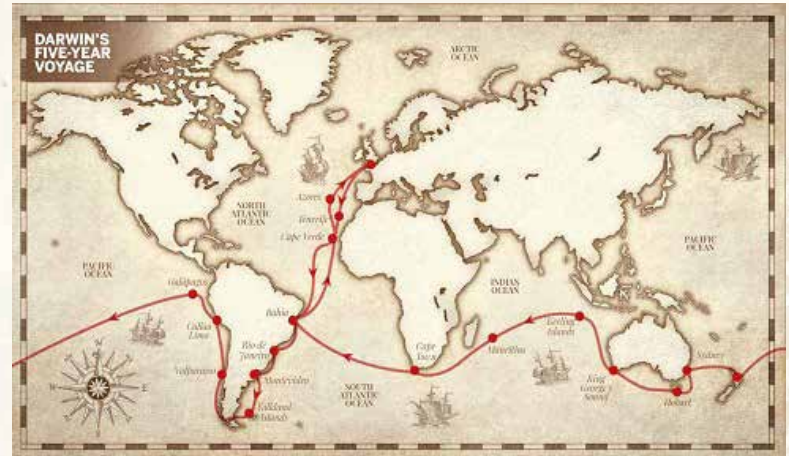 DARWIN'S
FIVE-YEAR
VOYAGE
ARCTIC
OCEAN
NORTH
ATLANTIC
OCEAN
Azores
Tenerife
Cape Verde
PACIFIC
OCEAN
PACIFIC
OCEAN
INDIAN
OCEAN
Galápagos
Callao
Lima
Bahia
Keeling
Islands
Rio de
Janeiro
Cape
Town
Mauritius
Sydney
Valparaiso
Montevideo
SOUTH
ATLANTIC
OCEAN
King
George's
Sound
Hobart
Falkland
Islands
N
W
E
S